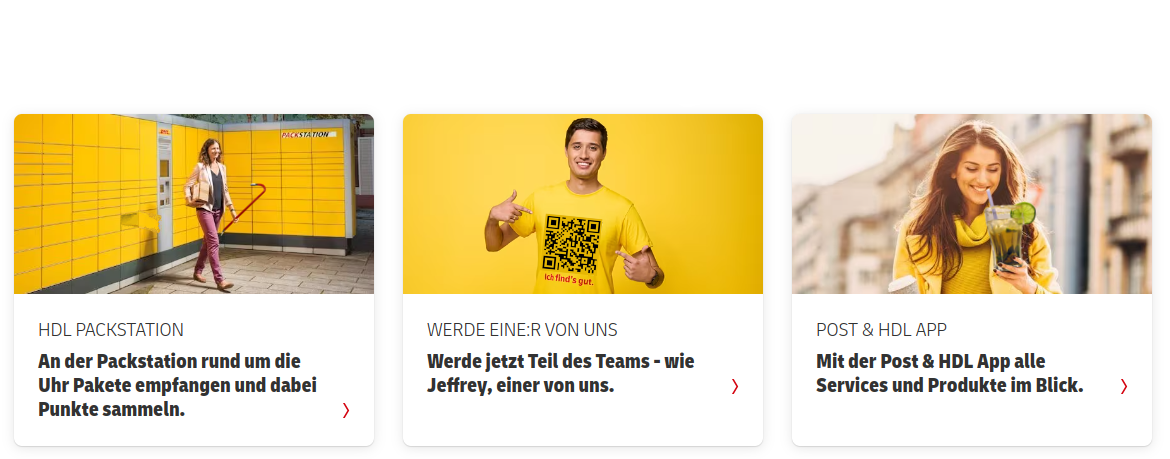 DHL
PACKSTATION
Ich find's gut.
HDL PACKSTATION
An der Packstation rund um die
Uhr Pakete empfangen und dabei
Punkte sammeln.
WERDE EINE:R VON UNS
Werde jetzt Teil des Teams - wie
Jeffrey, einer von uns.
POST & HDL APP
Mit der Post & HDL App alle
Services und Produkte im Blick.